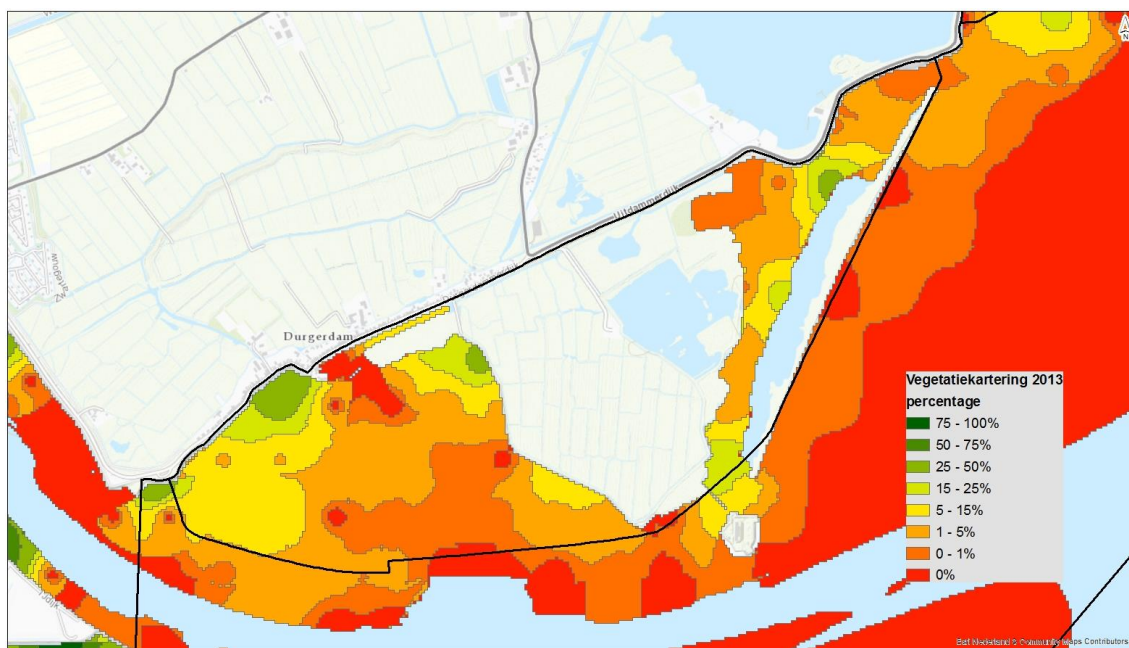 N
Uitdammerdijk
Zartegouw
Durgerdam
Vegetatiekartering 2013
percentage
75 - 100%
50 - 75%
25 - 50%
15 - 25%
5 - 15%
1 - 5%
0 - 1%
0%
Esri Nederland & Community Maps Contributors